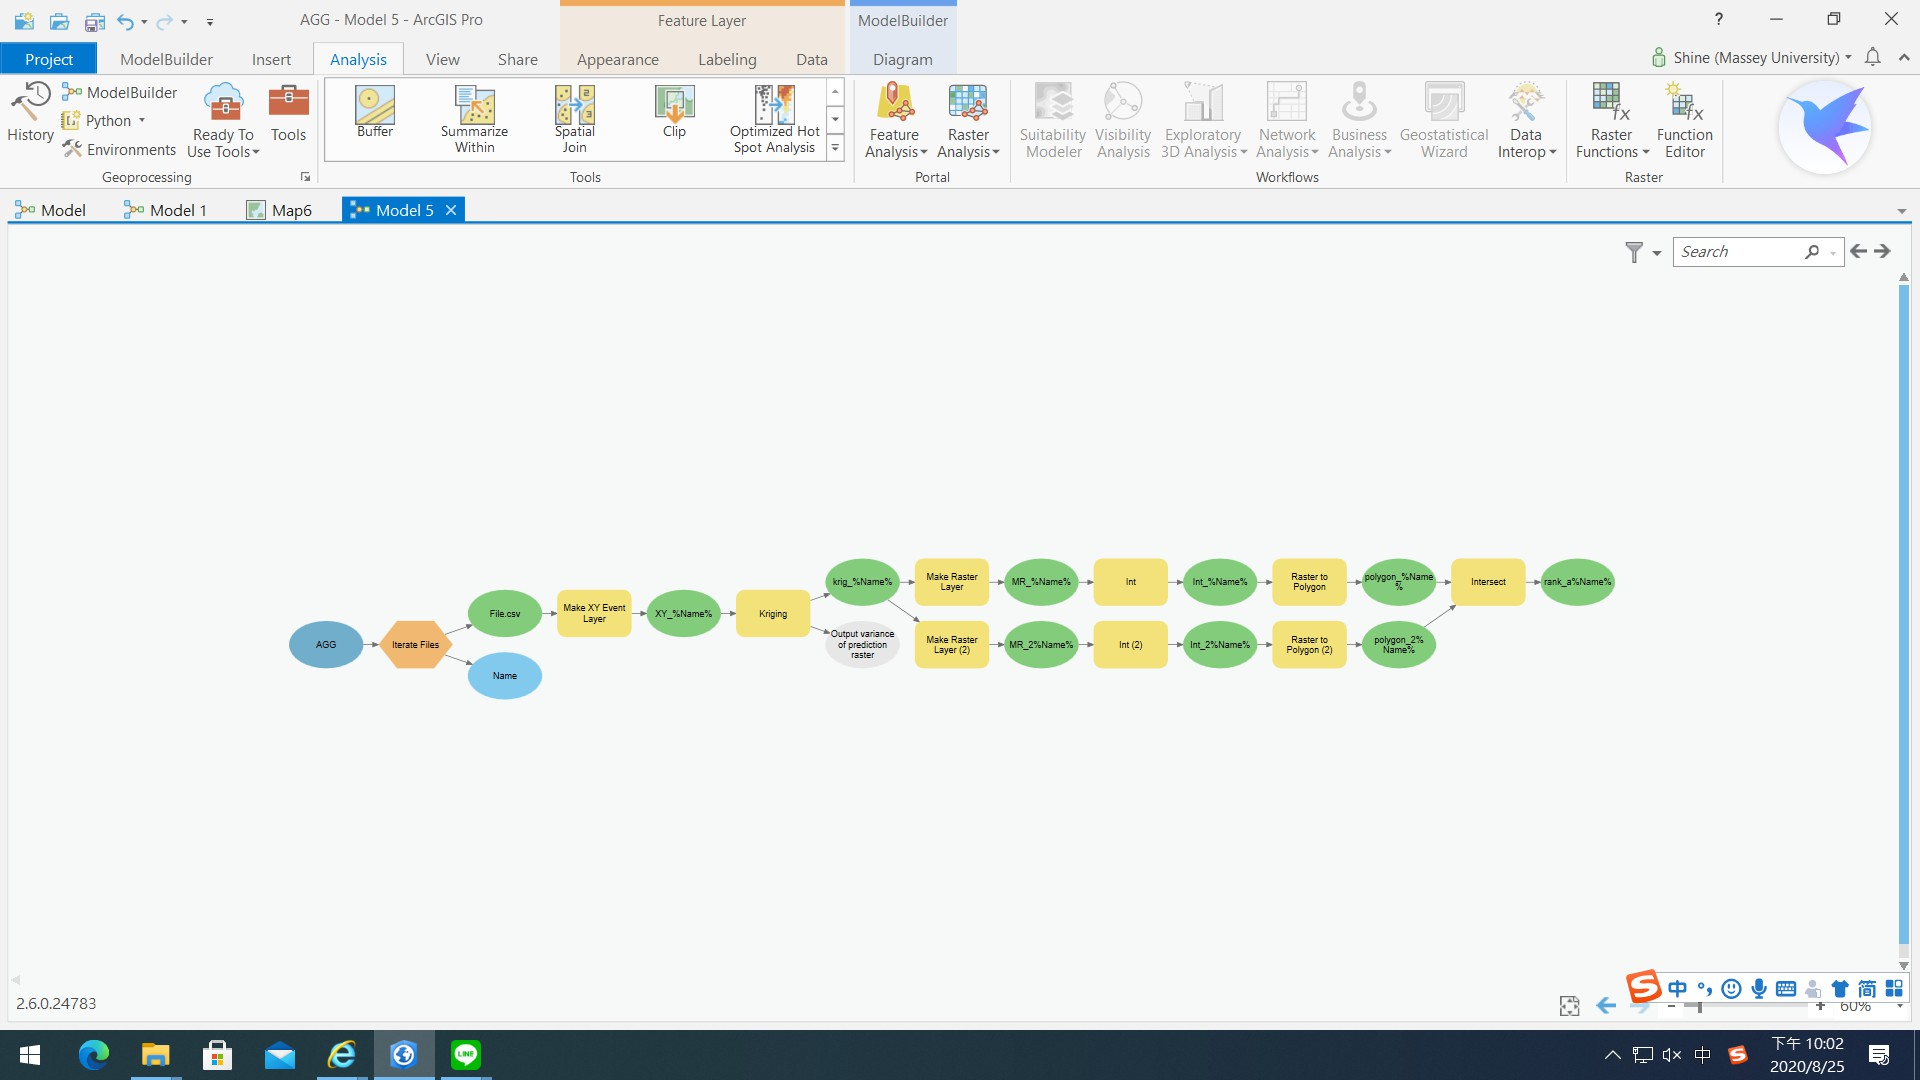 AGG - Model 5 - ArcGIS Pro
Feature Layer
ModelBuilder
?
Project
ModelBuilder
Insert
Analysis
View
Share
Appearance
Labeling
Data
Diagram
Shine (Massey University)
History
ModelBuilder
Python
Environments
Ready To
Use Tools
Tools
Geoprocessing
Buffer
Summarize
Within
Spatial
Join
Clip
Optimized Hot
Spot Analysis
Tools
Feature
Analysis
Raster
Analysis
Portal
Suitability
Modeler
Visibility
Analysis
Exploratory
3D Analysis
Network
Analysis
Business
Analysis
Geostatistical
Wizard
Data
Interop
Workflows
Raster
Functions
Function
Editor
Raster
Model
Model 1
Map6
Model 5
Search
AGG
Iterate Files
File.csv
Name
Make XY Event
Layer
XY_%Name%
Kriging
krig_%Name%
Output variance
of prediction
raster
Make Raster
Layer
MR_%Name%
Int
Int_%Name%
Raster to
Polygon
polygon_%Name
%
Intersect
rank_a%Name%
Make Raster
Layer (2)
MR_2%Name%
Int (2)
Int_2%Name%
Raster to
Polygon (2)
polygon_2%
Name%
2.6.0.24783
S 中 简
60%
LINE
中 S
下午 10:02
2020/8/25